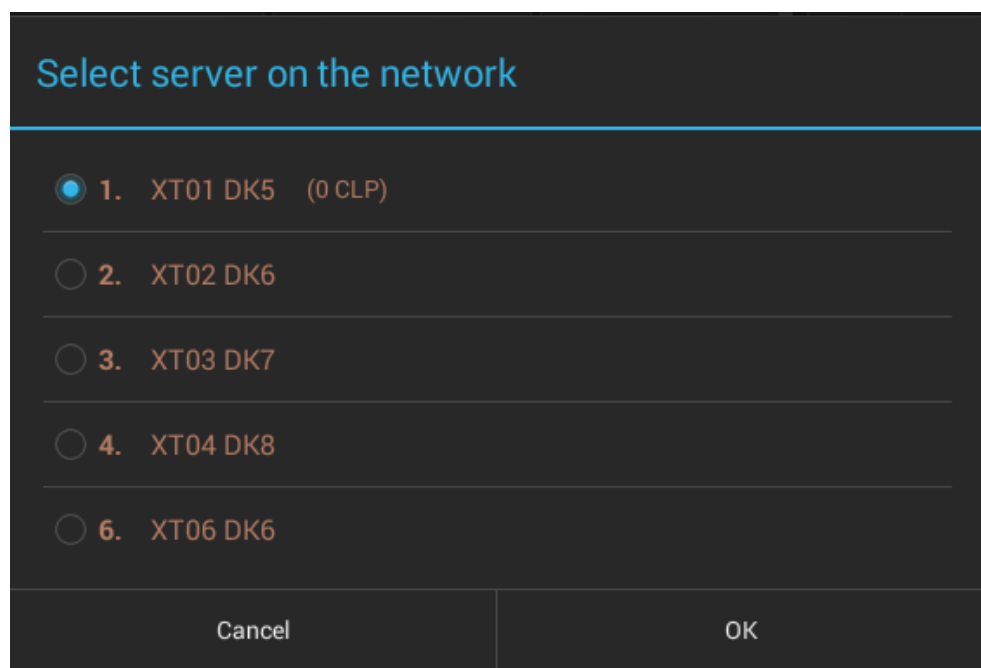 Select server on the network
1. XT01 DK5 (0 CLP)
2. XT02 DK6
3. XT03 DK7
4. XT04 DK8
6. XT06 DK6
Cancel OK